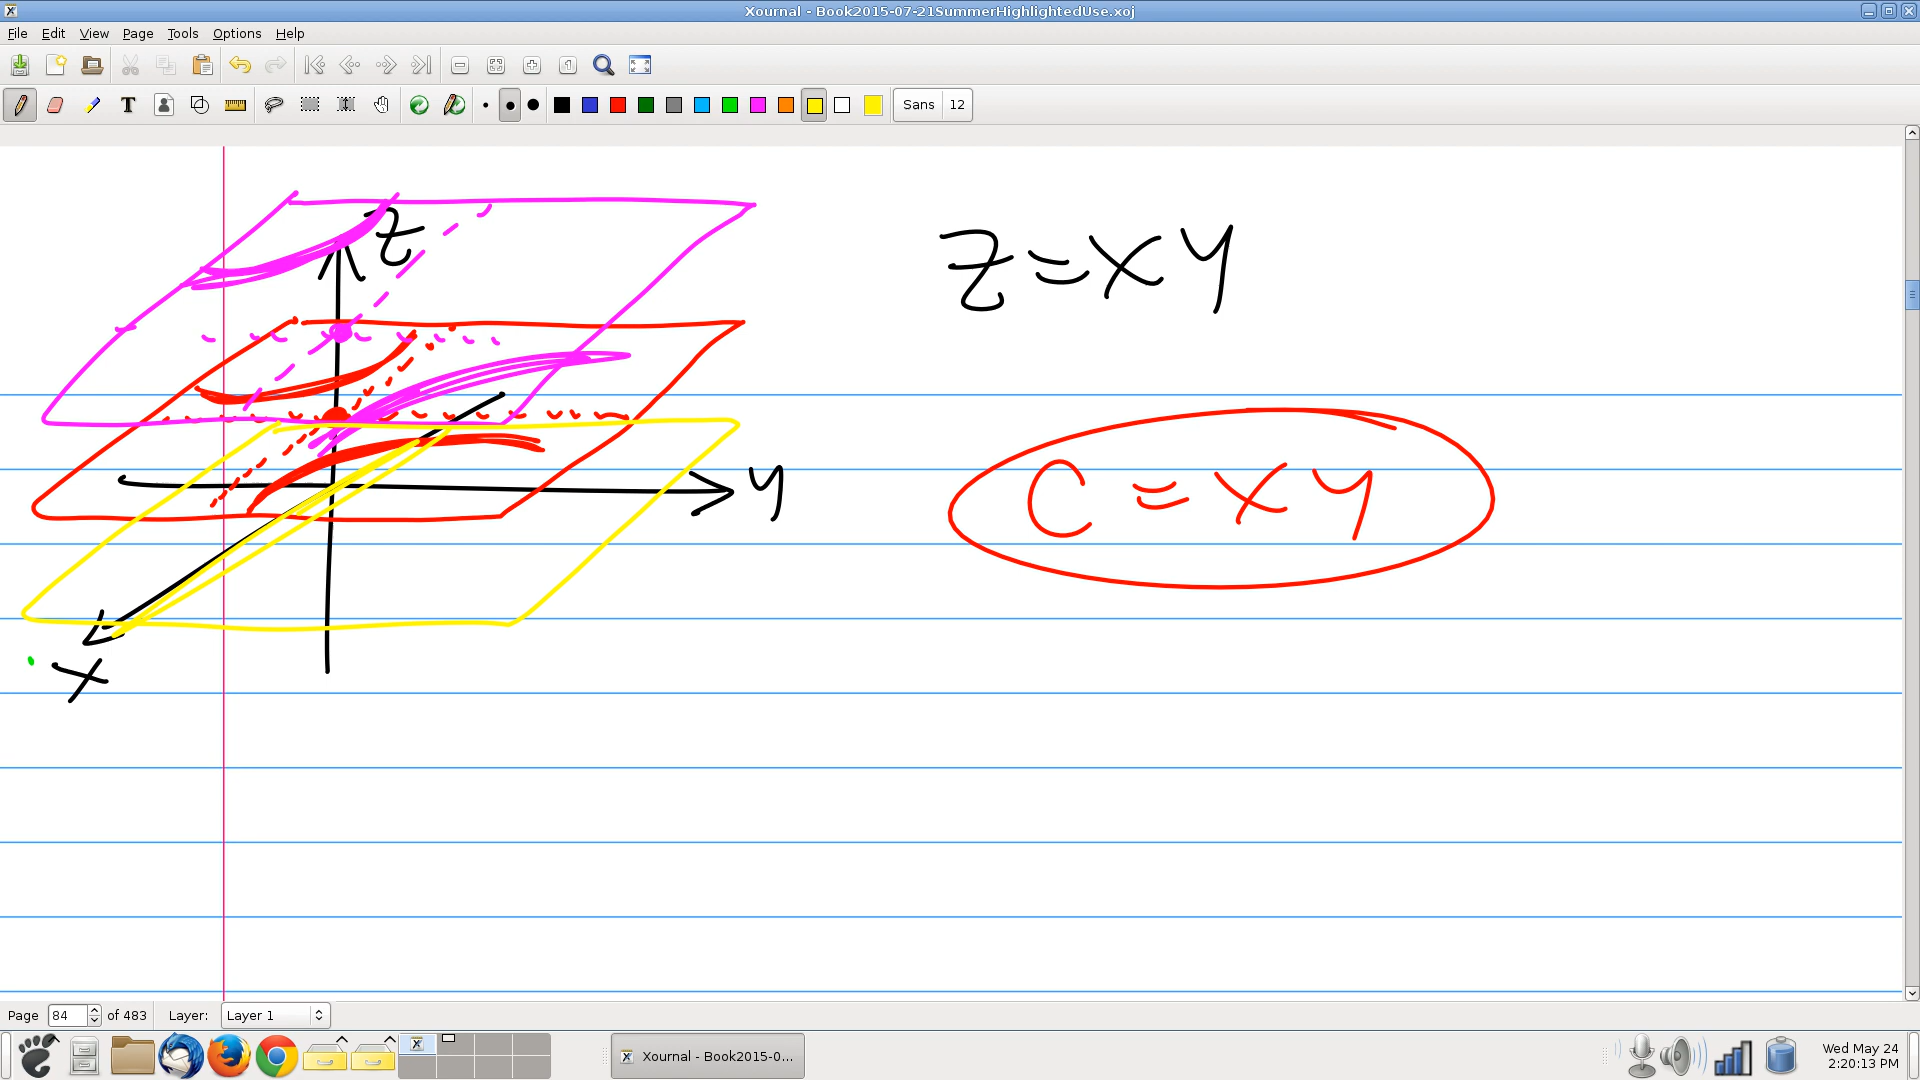 Xournal - Book2015-07-21SummerHighlightedUse.xoj
File Edit View Page Tools Options Help
T Sans 12
Z
Z=XY
C=XY
Y
X
Page 84 of 483 Layer: Layer 1
Xournal - Book2015-0...
Wed May 24
2:20:13 PM